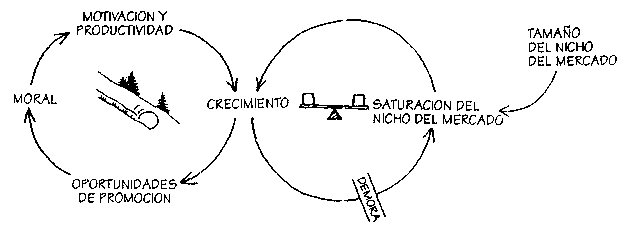 MOTIVACION Y
PRODUCTIVIDAD
MORAL
OPORTUNIDADES
DE PROMOCION
CRECIMIENTO
SATURACION DEL
NICHO DEL MERCADO
DEMORA
TAMAÑO
DEL NICHO
DEL MERCADO